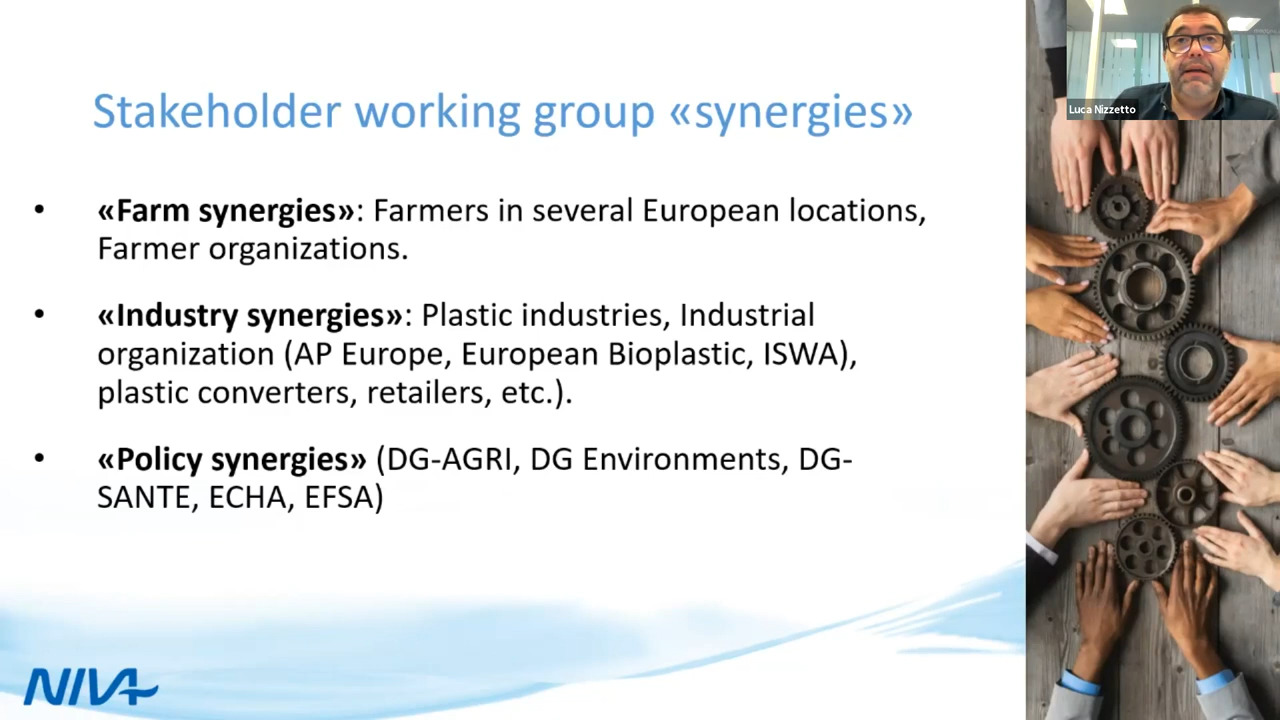 Stakeholder working group «synergies»
Luca Nizzetto
• «Farm synergies»: Farmers in several European locations,
Farmer organizations.
• «Industry synergies»: Plastic industries, Industrial
organization (AP Europe, European Bioplastic, ISWA),
plastic converters, retailers, etc.).
• «Policy synergies» (DG-AGRI, DG Environments, DG-
SANTE, ECHA, EFSA)
NIVA